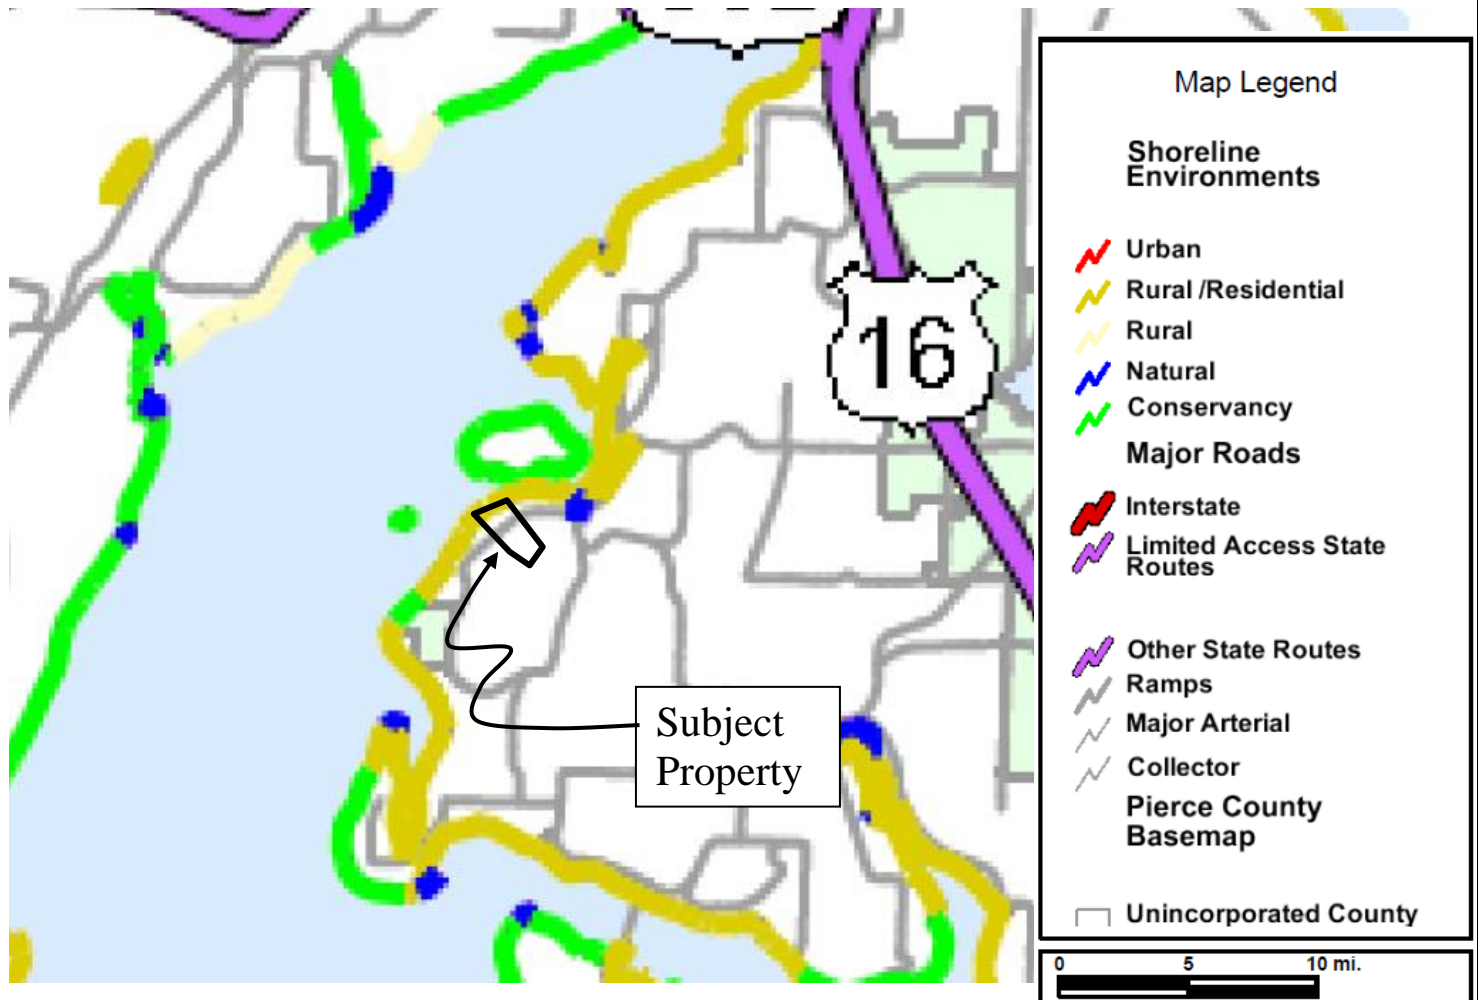 16
Subject
Property
Map Legend
Shoreline
Environments
Urban
Rural /Residential
Rural
Natural
Conservancy
Major Roads
Interstate
Limited Access State
Routes
Other State Routes
Ramps
Major Arterial
Collector
Pierce County
Basemap
Unincorporated County
0 5 10 mi.